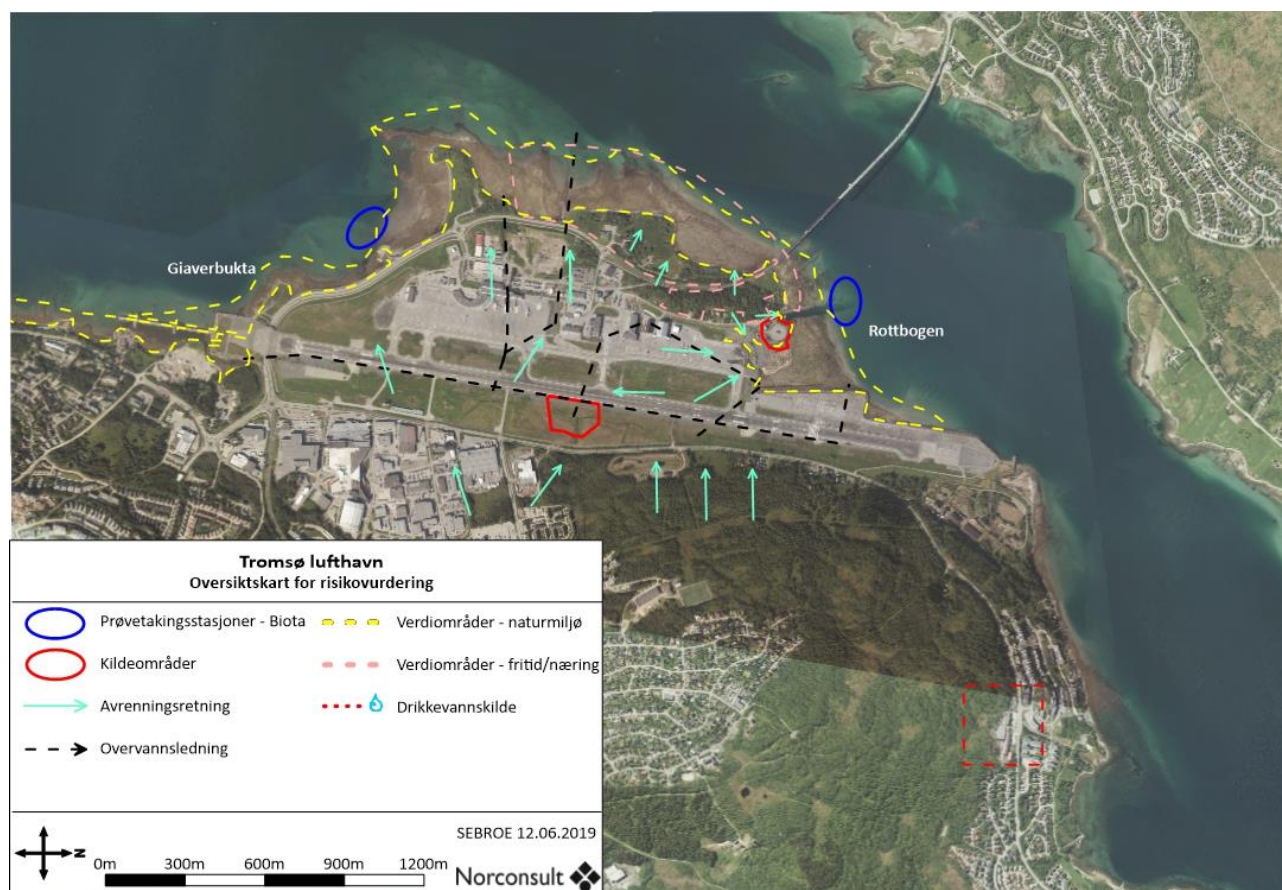 Giaverbukta
Rottbogen
Tromsø lufthavn
Oversiktskart for risikovurdering
Prøvetakingsstasjoner - Biota
Verdiområder - naturmiljø
Kildeområder
Verdiområder - fritid/næring
Avrenningsretning
Drikkevannskilde
Overvannsledning
SEBROE 12.06.2019
N
0m 300m 600m 900m 1200m
Norconsult